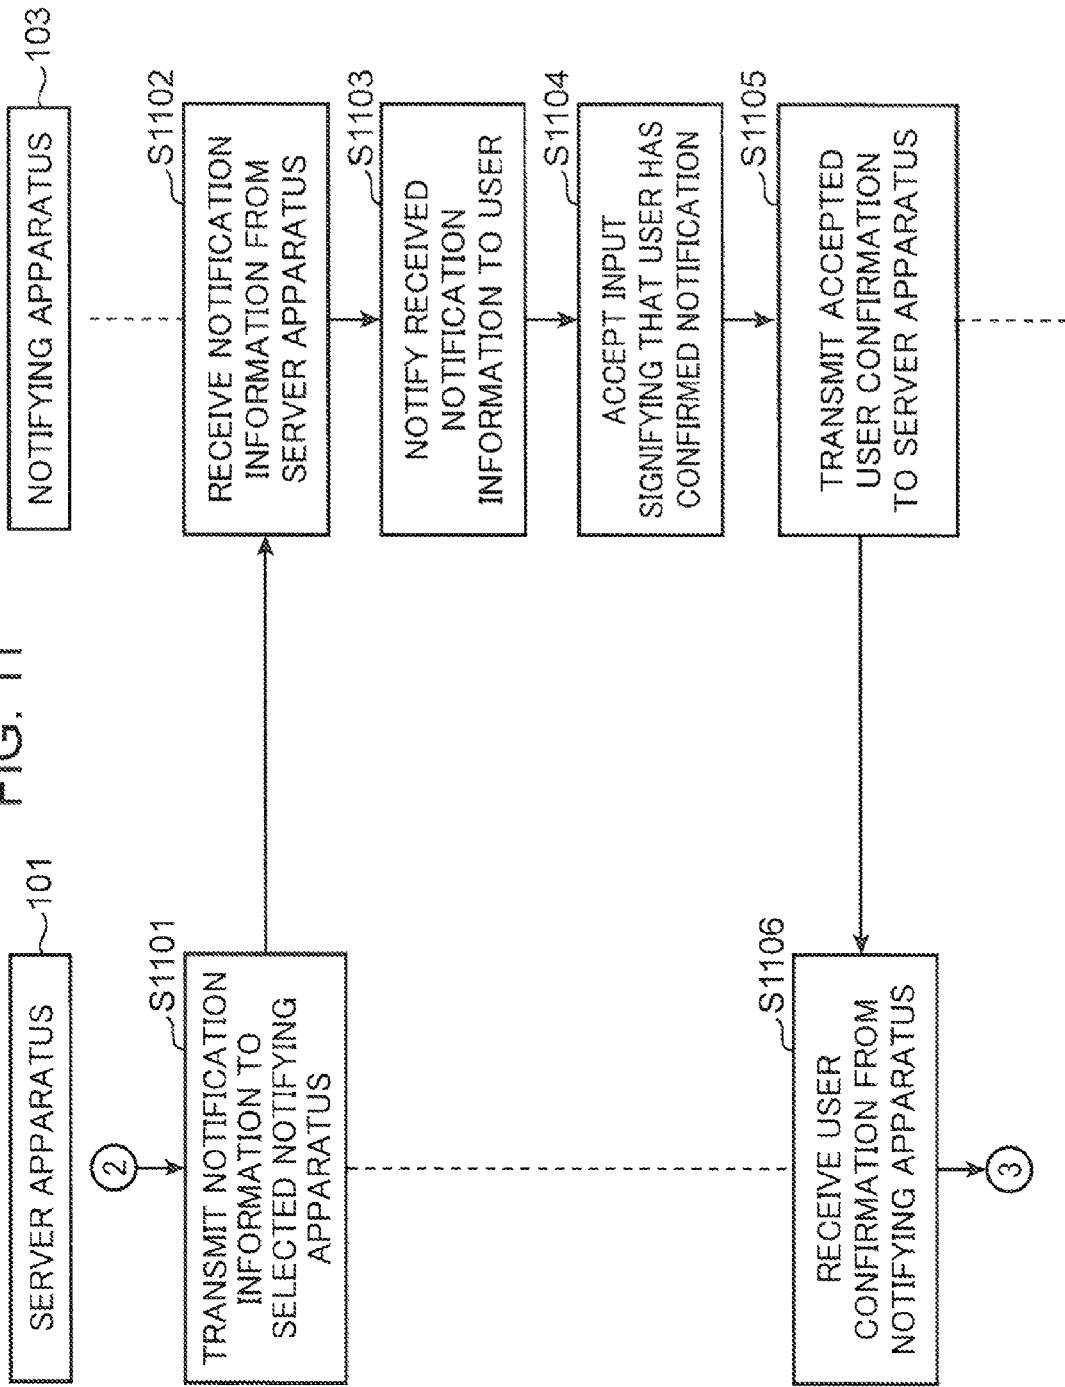 FIG. 11
SERVER APPARATUS
101
NOTIFYING APPARATUS
103
2
S1101
TRANSMIT NOTIFICATION
INFORMATION TO
SELECTED NOTIFYING
APPARATUS
S1102
RECEIVE NOTIFICATION
INFORMATION FROM
SERVER APPARATUS
S1103
NOTIFY RECEIVED
NOTIFICATION
INFORMATION TO USER
S1104
ACCEPT INPUT
SIGNIFYING THAT USER HAS
CONFIRMED NOTIFICATION
S1105
TRANSMIT ACCEPTED
USER CONFIRMATION
TO SERVER APPARATUS
S1106
RECEIVE USER
CONFIRMATION FROM
NOTIFYING APPARATUS
3